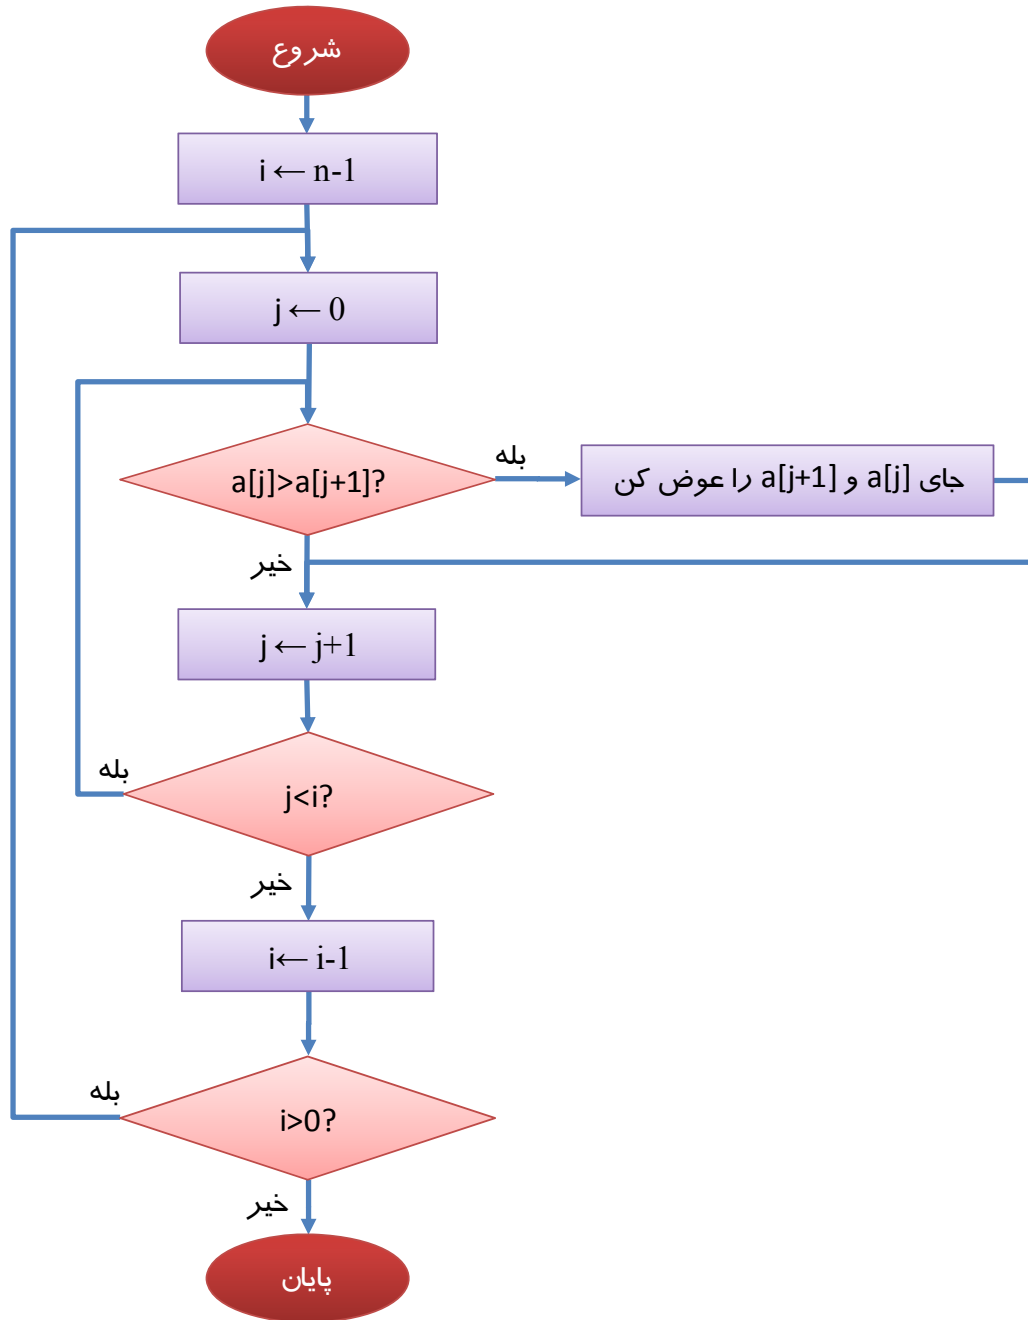 شروع
i ← n-1
j ← 0
a[j]>a[j+1]?
بله
جای a[j] و a[j+1] را عوض کن
خیر
j ← j+1
بله
j<i?
خیر
i← i-1
بله
i>0?
خیر
پایان